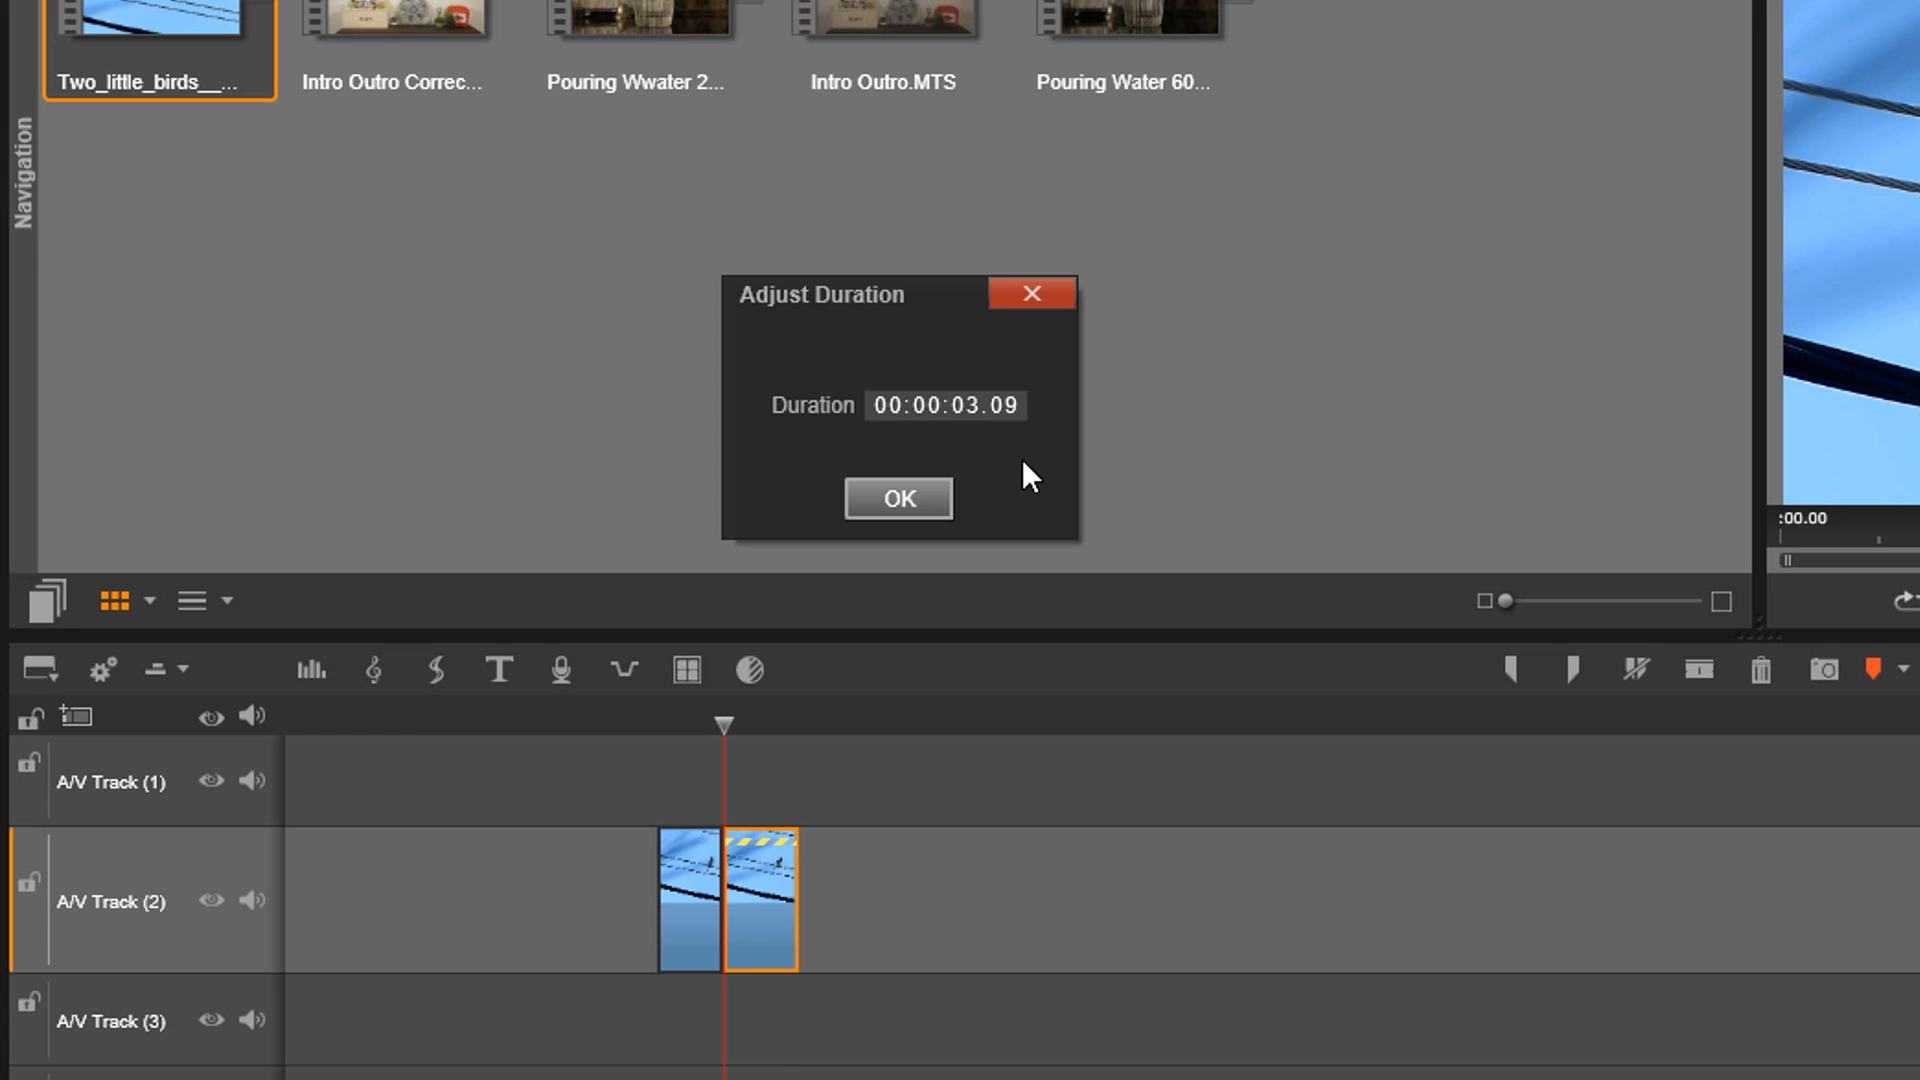 Two_little_birds__...
Intro Outro Correc...
Pouring Wwater 2...
Intro Outro.MTS
Pouring Water 60...
Navigation
Adjust Duration
Duration 00:00:03.09
OK
:00.00
A/V Track (1)
A/V Track (2)
A/V Track (3)